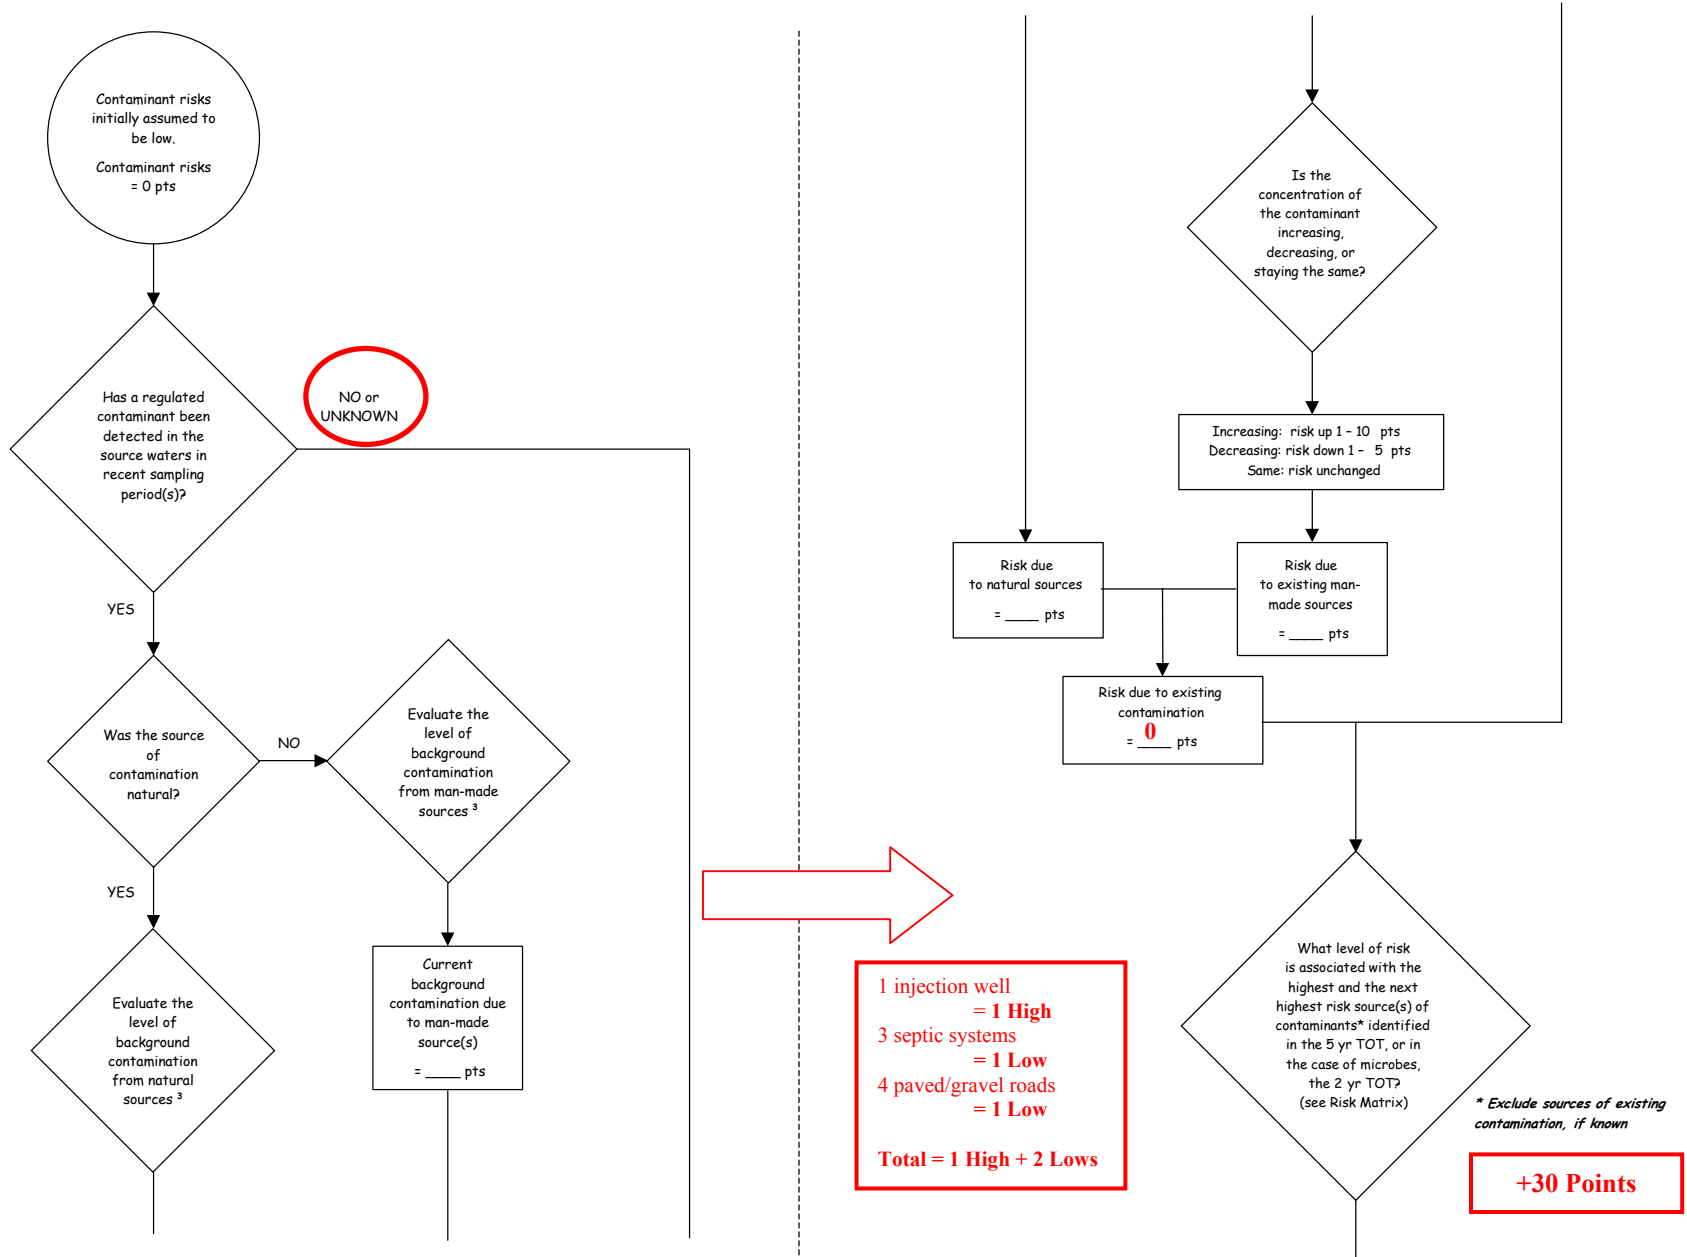 Contaminant risks
initially assumed to
be low.
Contaminant risks
= 0 pts
Has a regulated
contaminant been
detected in the
source waters in
recent sampling
period(s)?
NO or
UNKNOWN
YES
Was the source
of
contamination
natural?
NO
Evaluate the
level of
background
contamination
from man-made
sources ³
YES
Evaluate the
level of
background
contamination
from natural
sources ³
Current
background
contamination due
to man-made
source(s)
= ____ pts
Is the
concentration of
the contaminant
increasing,
decreasing, or
staying the same?
Increasing: risk up 1 – 10 pts
Decreasing: risk down 1 – 5 pts
Same: risk unchanged
Risk due
to natural sources
= ____ pts
Risk due
to existing man-
made sources
= ____ pts
Risk due to existing
contamination
0
= ____ pts
1 injection well
= 1 High
3 septic systems
= 1 Low
4 paved/gravel roads
= 1 Low
Total = 1 High + 2 Lows
What level of risk
is associated with the
highest and the next
highest risk source(s) of
contaminants* identified
in the 5 yr TOT, or in
the case of microbes,
the 2 yr TOT?
(see Risk Matrix)
* Exclude sources of existing
contamination, if known
+30 Points